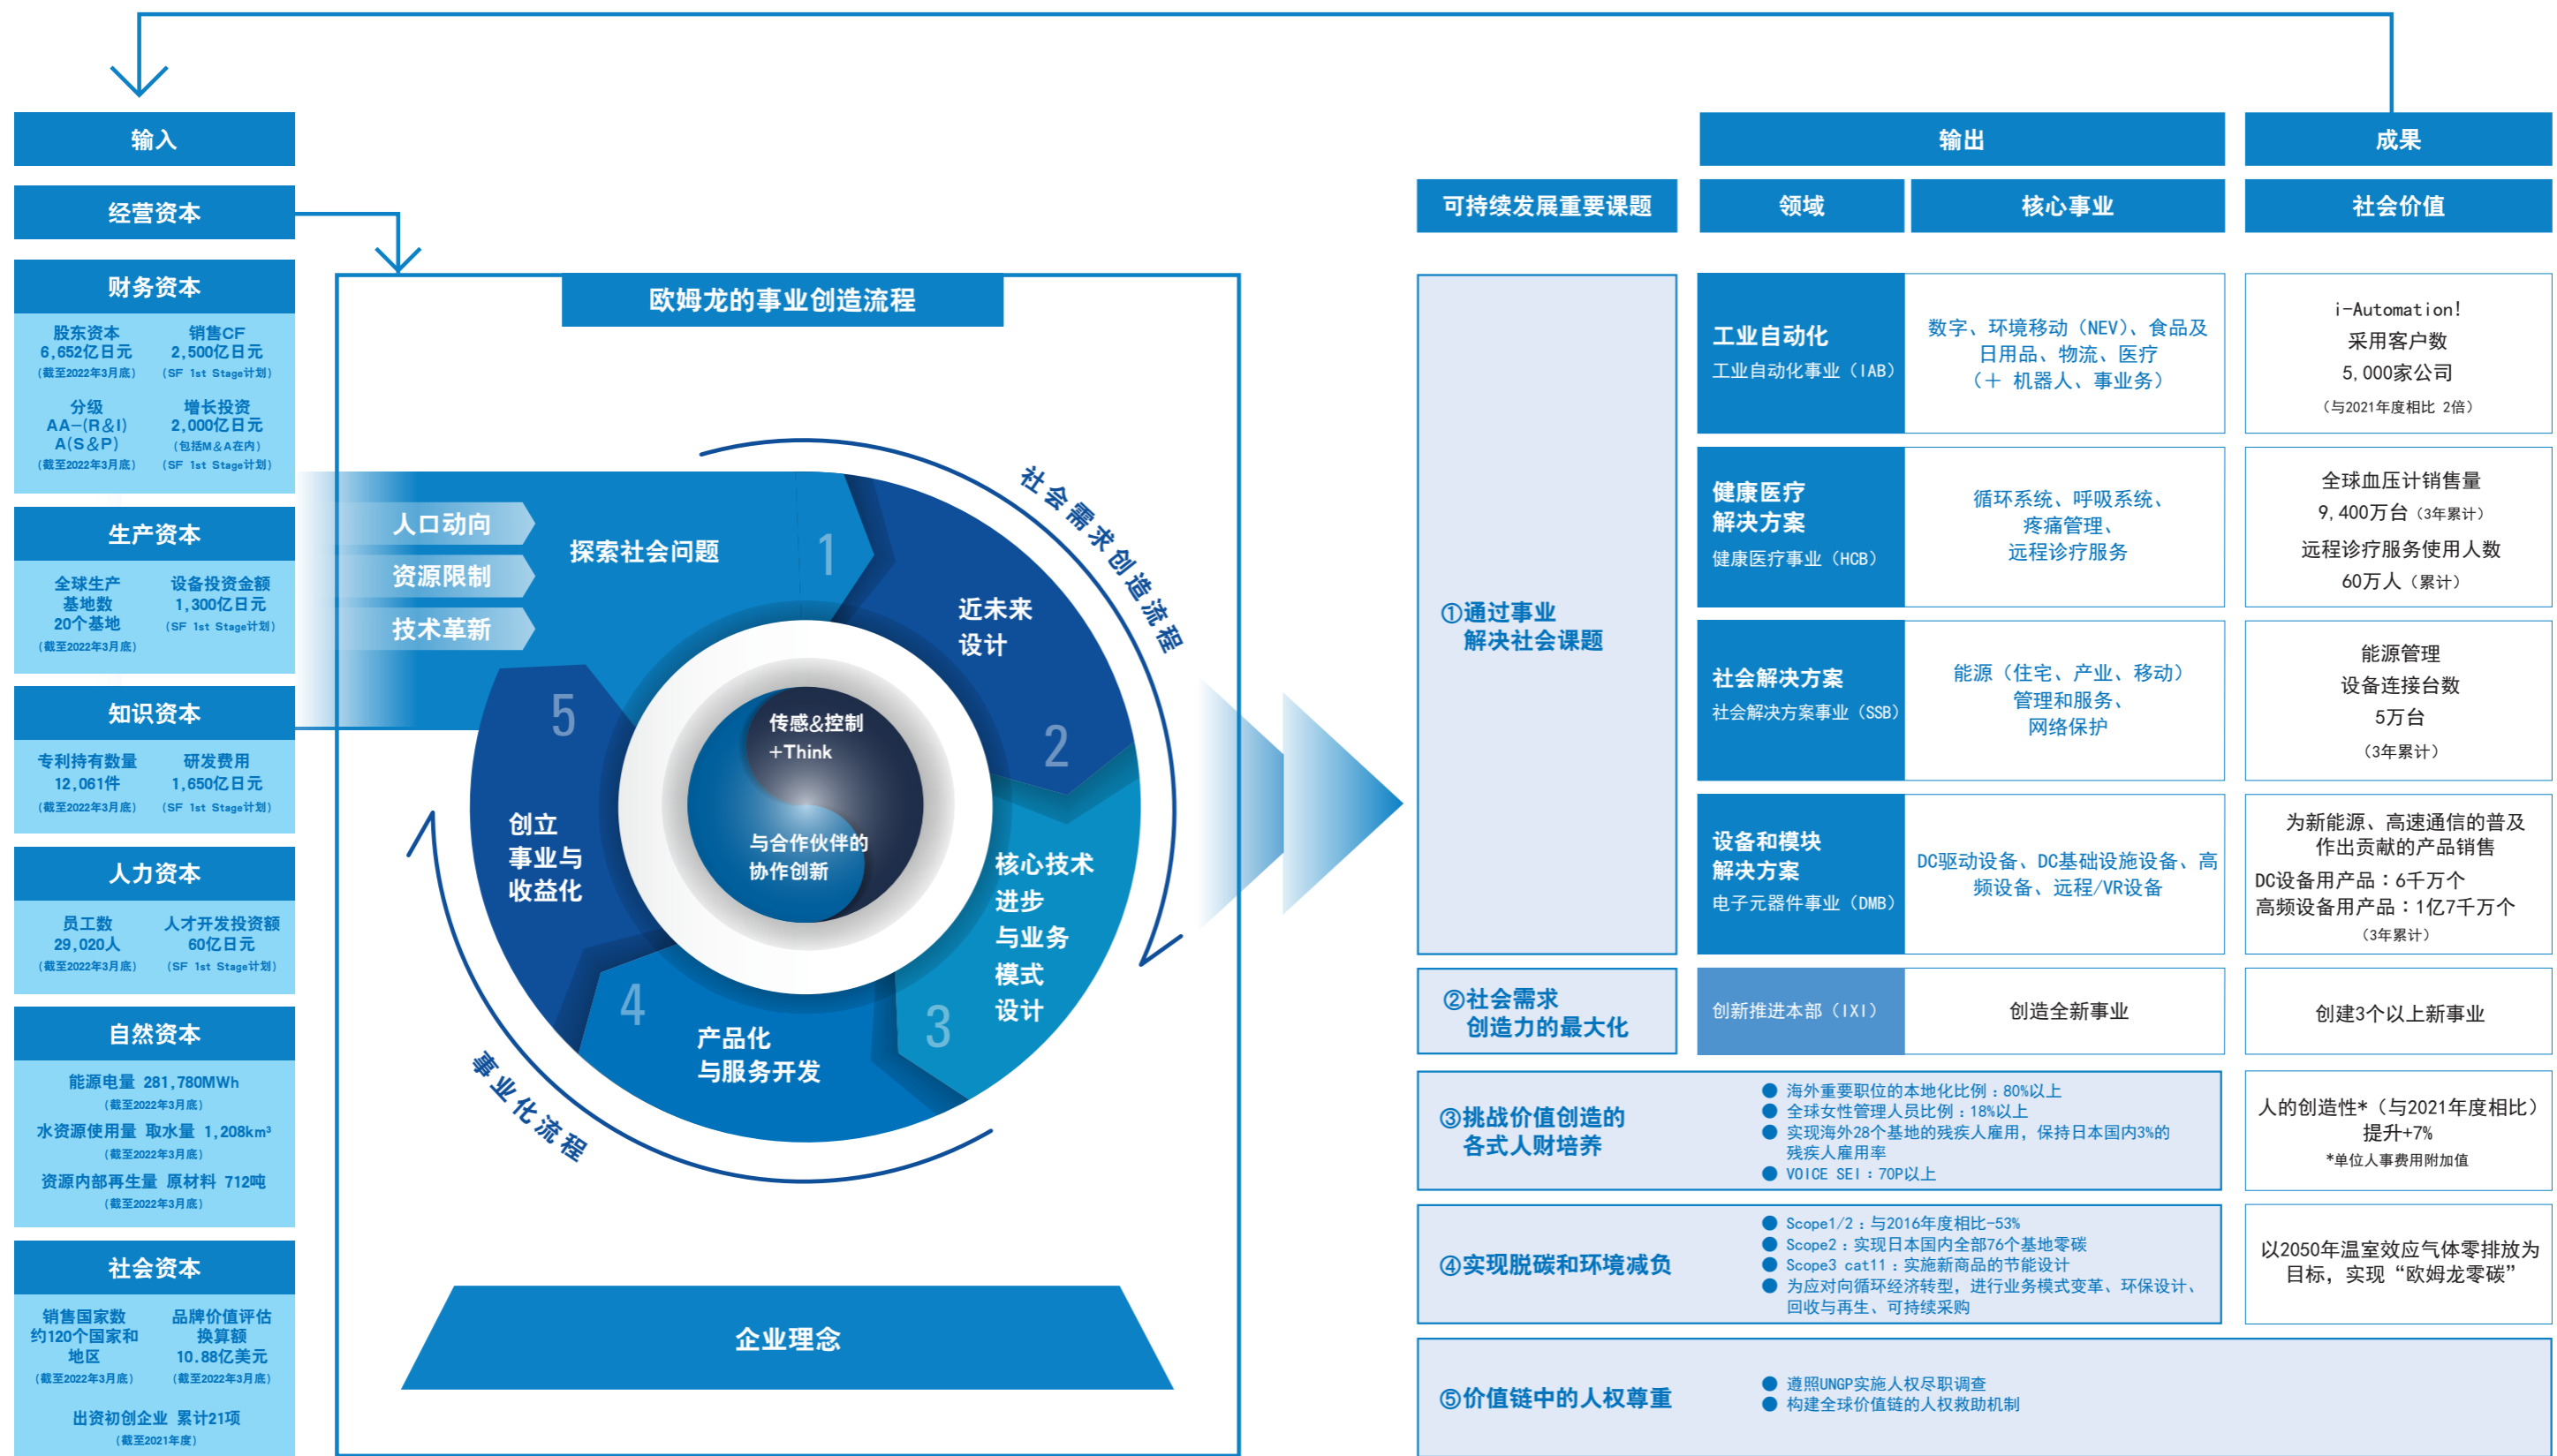 输入
经营资本
财务资本
股东资本
6,652亿日元
(截至2022年3月底)
销售CF
2,500亿日元
(SF 1st Stage计划)
分级
AA−(R&I)
A(S&P)
(截至2022年3月底)
增长投资
2,000亿日元
(包括M&A在内)
(SF 1st Stage计划)
生产资本
全球生产
基地数
20个基地
(截至2022年3月底)
设备投资金额
1,300亿日元
(SF 1st Stage计划)
知识资本
专利持有数量
12,061件
(截至2022年3月底)
研发费用
1,650亿日元
(SF 1st Stage计划)
人力资本
员工数
29,020人
(截至2022年3月底)
人才开发投资额
60亿日元
(SF 1st Stage计划)
自然资本
能源电量 281,780MWh
(截至2022年3月底)
水资源使用量 取水量 1,208km³
(截至2022年3月底)
资源内部再生量 原材料 712吨
(截至2022年3月底)
社会资本
销售国家数
约120个国家和
地区
(截至2022年3月底)
品牌价值评估
换算额
10.88亿美元
(截至2022年3月底)
出资初创企业 累计21项
(截至2021年度)
欧姆龙的事业创造流程
人口动向
资源限制
技术革新
探索社会问题
1
近未来
设计
2
核心技术
进步
与业务
模式
设计
3
产品化
与服务开发
4
创立
事业与
收益化
5
社会需求创造流程
事业化流程
传感&控制
+Think
与合作伙伴的
协作创新
企业理念
输出
成果
可持续发展重要课题
领域
核心事业
社会价值
①通过事业
解决社会课题
工业自动化
工业自动化事业（IAB）
数字、环境移动（NEV）、食品及
日用品、物流、医疗
（＋ 机器人、事业务）
i-Automation!
采用客户数
5,000家公司
（与2021年度相比 2倍）
健康医疗
解决方案
健康医疗事业（HCB）
循环系统、呼吸系统、
疼痛管理、
远程诊疗服务
全球血压计销售量
9,400万台（3年累计）
远程诊疗服务使用人数
60万人（累计）
社会解决方案
社会解决方案事业（SSB）
能源（住宅、产业、移动）
管理和服务、
网络保护
能源管理
设备连接台数
5万台
（3年累计）
设备和模块
解决方案
电子元器件事业（DMB）
DC驱动设备、DC基础设施设备、高
频设备、远程/VR设备
为新能源、高速通信的普及
作出贡献的产品销售
DC设备用产品：6千万个
高频设备用产品：1亿7千万个
（3年累计）
②社会需求
创造力的最大化
创新推进本部（IXI）
创造全新事业
创建3个以上新事业
③挑战价值创造的
各式人财培养
● 海外重要职位的本地化比例：80%以上
● 全球女性管理人员比例：18%以上
● 实现海外28个基地的残疾人雇用，保持日本国内3%的
残疾人雇用率
● VOICE SEI：70P以上
人的创造性*（与2021年度相比）
提升+7%
*单位人事费用附加值
④实现脱碳和环境减负
● Scope1/2：与2016年度相比-53%
● Scope2：实现日本国内全部76个基地零碳
● Scope3 cat11：实施新商品的节能设计
● 为应对向循环经济转型，进行业务模式变革、环保设计、
回收与再生、可持续采购
以2050年温室效应气体零排放为
目标，实现“欧姆龙零碳”
⑤价值链中的人权尊重
● 遵照UNGP实施人权尽职调查
● 构建全球价值链的人权救助机制